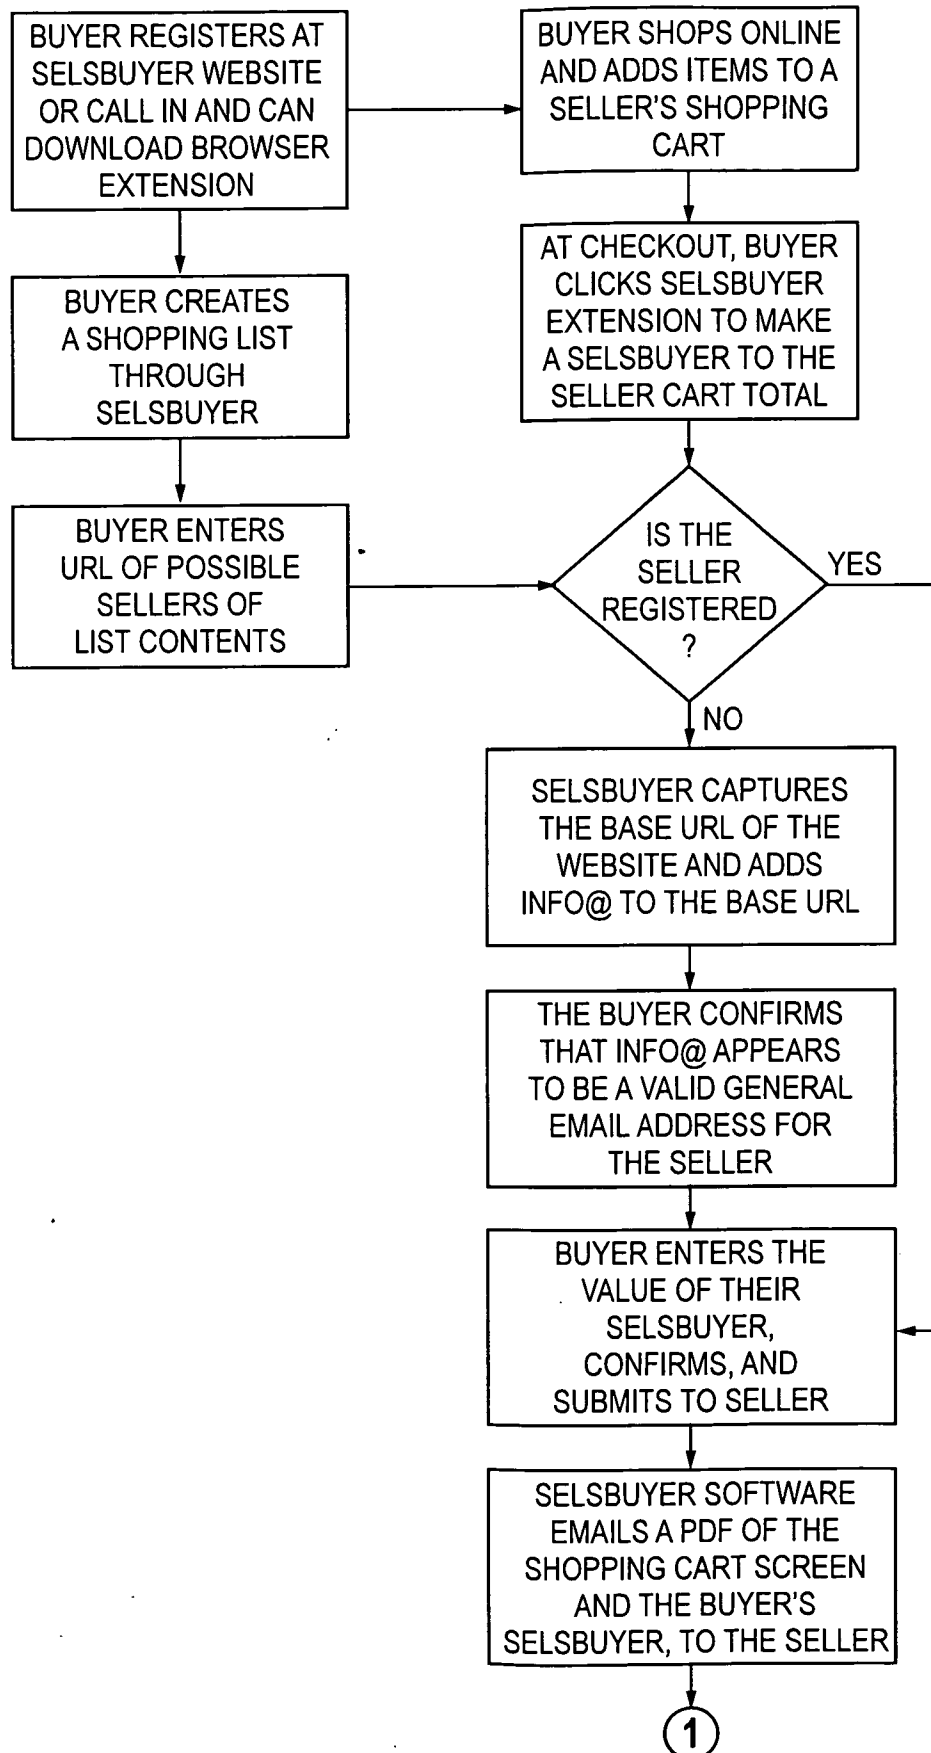 BUYER REGISTERS AT
SELSBUYER WEBSITE
OR CALL IN AND CAN
DOWNLOAD BROWSER
EXTENSION
BUYER SHOPS ONLINE
AND ADDS ITEMS TO A
SELLER'S SHOPPING
CART
BUYER CREATES
A SHOPPING LIST
THROUGH
SELSBUYER
AT CHECKOUT, BUYER
CLICKS SELSBUYER
EXTENSION TO MAKE
A SELSBUYER TO THE
SELLER CART TOTAL
BUYER ENTERS
URL OF POSSIBLE
SELLERS OF
LIST CONTENTS
IS THE
SELLER
REGISTERED
?
YES
NO
SELSBUYER CAPTURES
THE BASE URL OF THE
WEBSITE AND ADDS
INFO@ TO THE BASE URL
THE BUYER CONFIRMS
THAT INFO@ APPEARS
TO BE A VALID GENERAL
EMAIL ADDRESS FOR
THE SELLER
BUYER ENTERS THE
VALUE OF THEIR
SELSBUYER,
CONFIRMS, AND
SUBMITS TO SELLER
SELSBUYER SOFTWARE
EMAILS A PDF OF THE
SHOPPING CART SCREEN
AND THE BUYER'S
SELSBUYER, TO THE SELLER
1